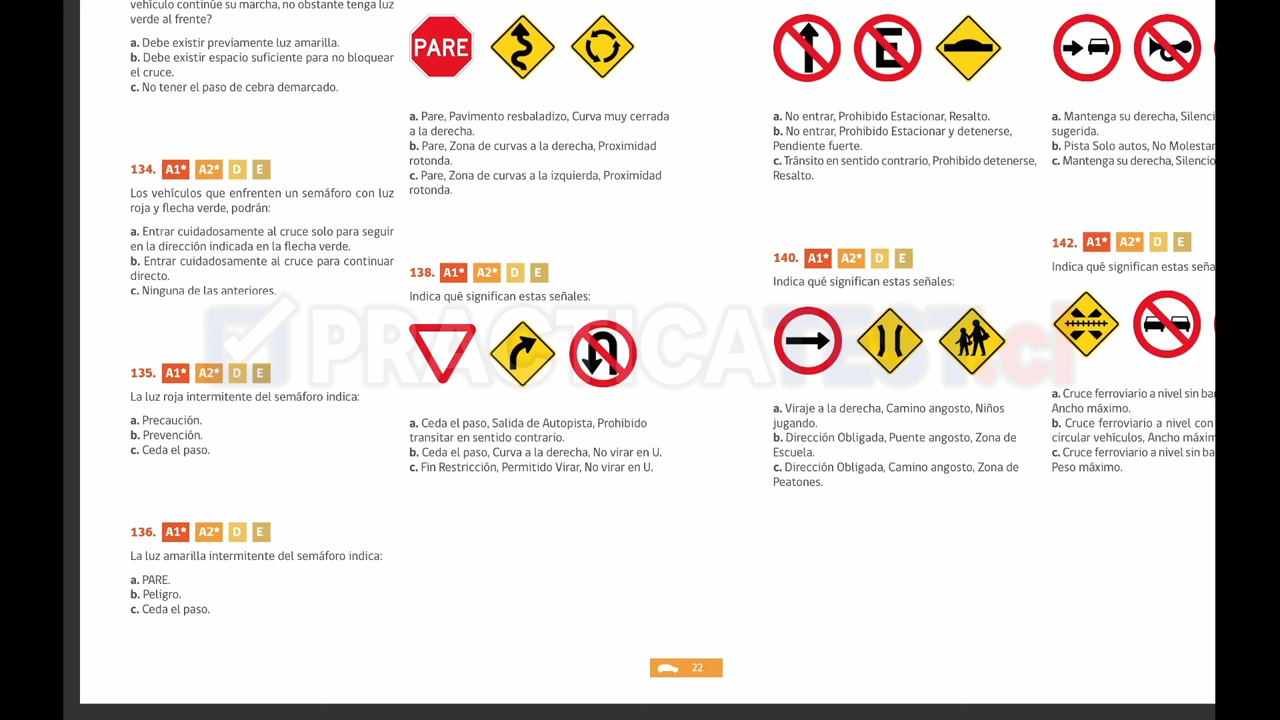 vehículo continúe su marcha, no obstante tenga luz
verde al frente?
a. Debe existir previamente luz amarilla.
b. Debe existir espacio suficiente para no bloquear
el cruce.
c. No tener el paso de cebra demarcado.
134. A1* A2* D E
Los vehículos que enfrenten un semáforo con luz
roja y flecha verde, podrán:
a. Entrar cuidadosamente al cruce solo para seguir
en la dirección indicada en la flecha verde.
b. Entrar cuidadosamente al cruce para continuar
directo.
c. Ninguna de las anteriores.
135. A1* A2* D E
La luz roja intermitente del semáforo indica:
a. Precaución.
b. Prevención.
c. Ceda el paso.
136. A1* A2* D E
La luz amarilla intermitente del semáforo indica:
a. PARE.
b. Peligro.
c. Ceda el paso.
PARE
a. Pare, Pavimento resbaladizo, Curva muy cerrada
a la derecha.
b. Pare, Zona de curvas a la derecha, Proximidad
rotonda.
c. Pare, Zona de curvas a la izquierda, Proximidad
rotonda.
138. A1* A2* D E
Indica qué significan estas señales:
a. Ceda el paso, Salida de Autopista, Prohibido
transitar en sentido contrario.
b. Ceda el paso, Curva a la derecha, No virar en U.
c. Fin Restricción, Permitido Virar, No virar en U.
E
a. No entrar, Prohibido Estacionar, Resalto.
b. No entrar, Prohibido Estacionar y detenerse,
Pendiente fuerte.
c. Tránsito en sentido contrario, Prohibido detenerse,
Resalto.
140. A1* A2* D E
Indica qué significan estas señales:
a. Viraje a la derecha, Camino angosto, Niños
jugando.
b. Dirección Obligada, Puente angosto, Zona de
Escuela.
c. Dirección Obligada, Camino angosto, Zona de
Peatones.
a. Mantenga su derecha, Silenci
sugerida.
b. Pista Solo autos, No Molestar
c. Mantenga su derecha, Silencio
142. A1* A2* D E
Indica qué significan estas seña
a. Cruce ferroviario a nivel sin ba
Ancho máximo.
b. Cruce ferroviario a nivel con
circular vehículos, Ancho máxim
c. Cruce ferroviario a nivel sin ba
Peso máximo.
PRACTICATEST.cl
22